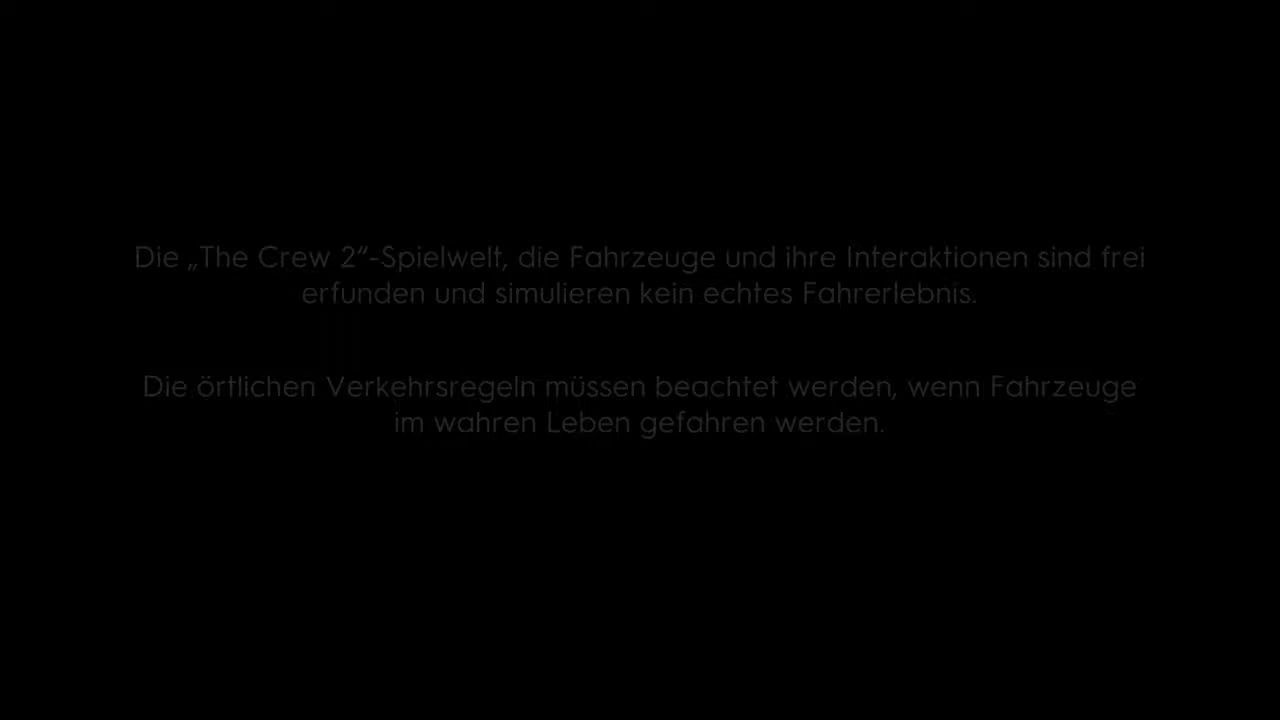 Die „The Crew 2“-Spielwelt, die Fahrzeuge und ihre Interaktionen sind frei
erfunden und simulieren kein echtes Fahrerlebnis.
Die örtlichen Verkehrsregeln müssen beachtet werden, wenn Fahrzeuge
im wahren Leben gefahren werden.